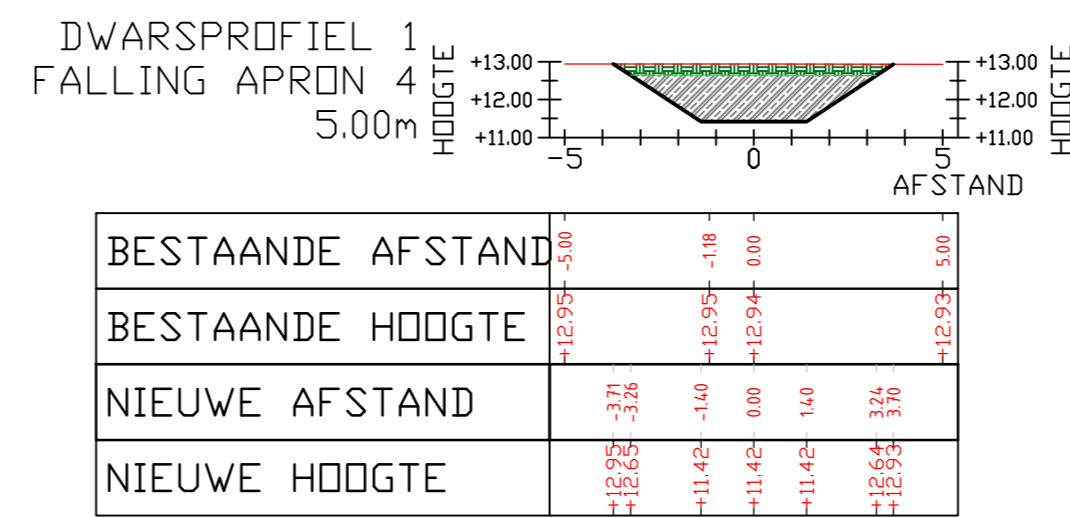 DWARSPROFIEL 1
FALLING APRON 4
5.00m
HOOGTE
+13.00
+12.00
+11.00
-5
0
5
AFSTAND
+13.00
+12.00
+11.00
HOOGTE
BESTAANDE AFSTAND -5.00 -1.18 0.00 5.00
BESTAANDE HOOGTE +12.95 +12.95 +12.94 +12.93
NIEUWE AFSTAND -3.71 -3.26 -1.40 0.00 1.40 3.24 3.70
NIEUWE HOOGTE +12.95 +12.65 +11.42 +11.42 +11.42 +12.64 +12.93